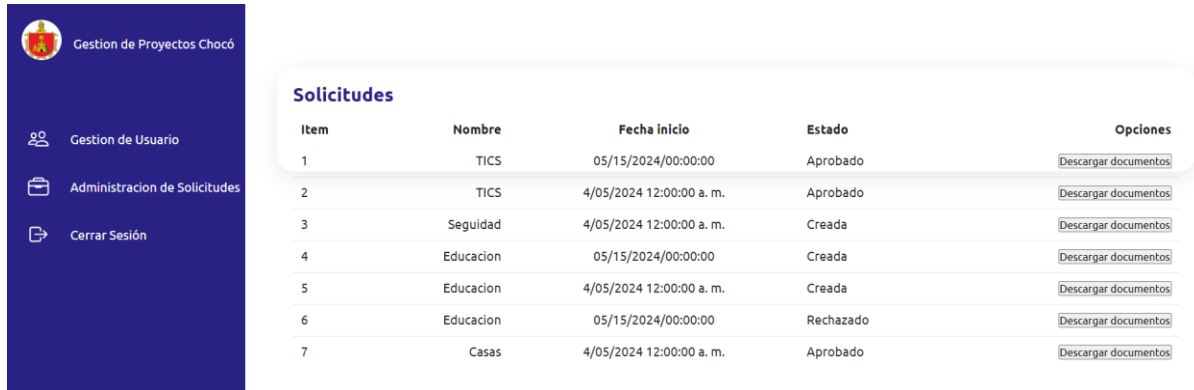 Gestion de Proyectos Chocó
Gestion de Usuario
Administracion de Solicitudes
Cerrar Sesión
Solicitudes
Item Nombre Fecha inicio Estado Opciones
1 TICS 05/15/2024/00:00:00 Aprobado Descargar documentos
2 TICS 4/05/2024 12:00:00 a. m. Aprobado Descargar documentos
3 Seguidad 4/05/2024 12:00:00 a. m. Creada Descargar documentos
4 Educacion 05/15/2024/00:00:00 Creada Descargar documentos
5 Educacion 4/05/2024 12:00:00 a. m. Creada Descargar documentos
6 Educacion 05/15/2024/00:00:00 Rechazado Descargar documentos
7 Casas 4/05/2024 12:00:00 a. m. Aprobado Descargar documentos